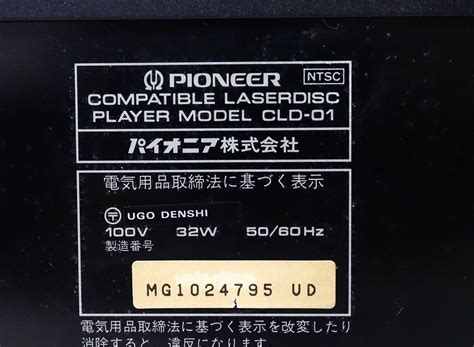 PIONEER NTSC
COMPATIBLE LASERDISC
PLAYER MODEL CLD-01
パイオニア株式会社
電気用品取締法に基づく表示
〒 UGO DENSHI
100V 32W 50/60Hz
製造番号
MG1024795 UD
電気用品取締法に基づく表示を改変したり
消除すると、違反になります。